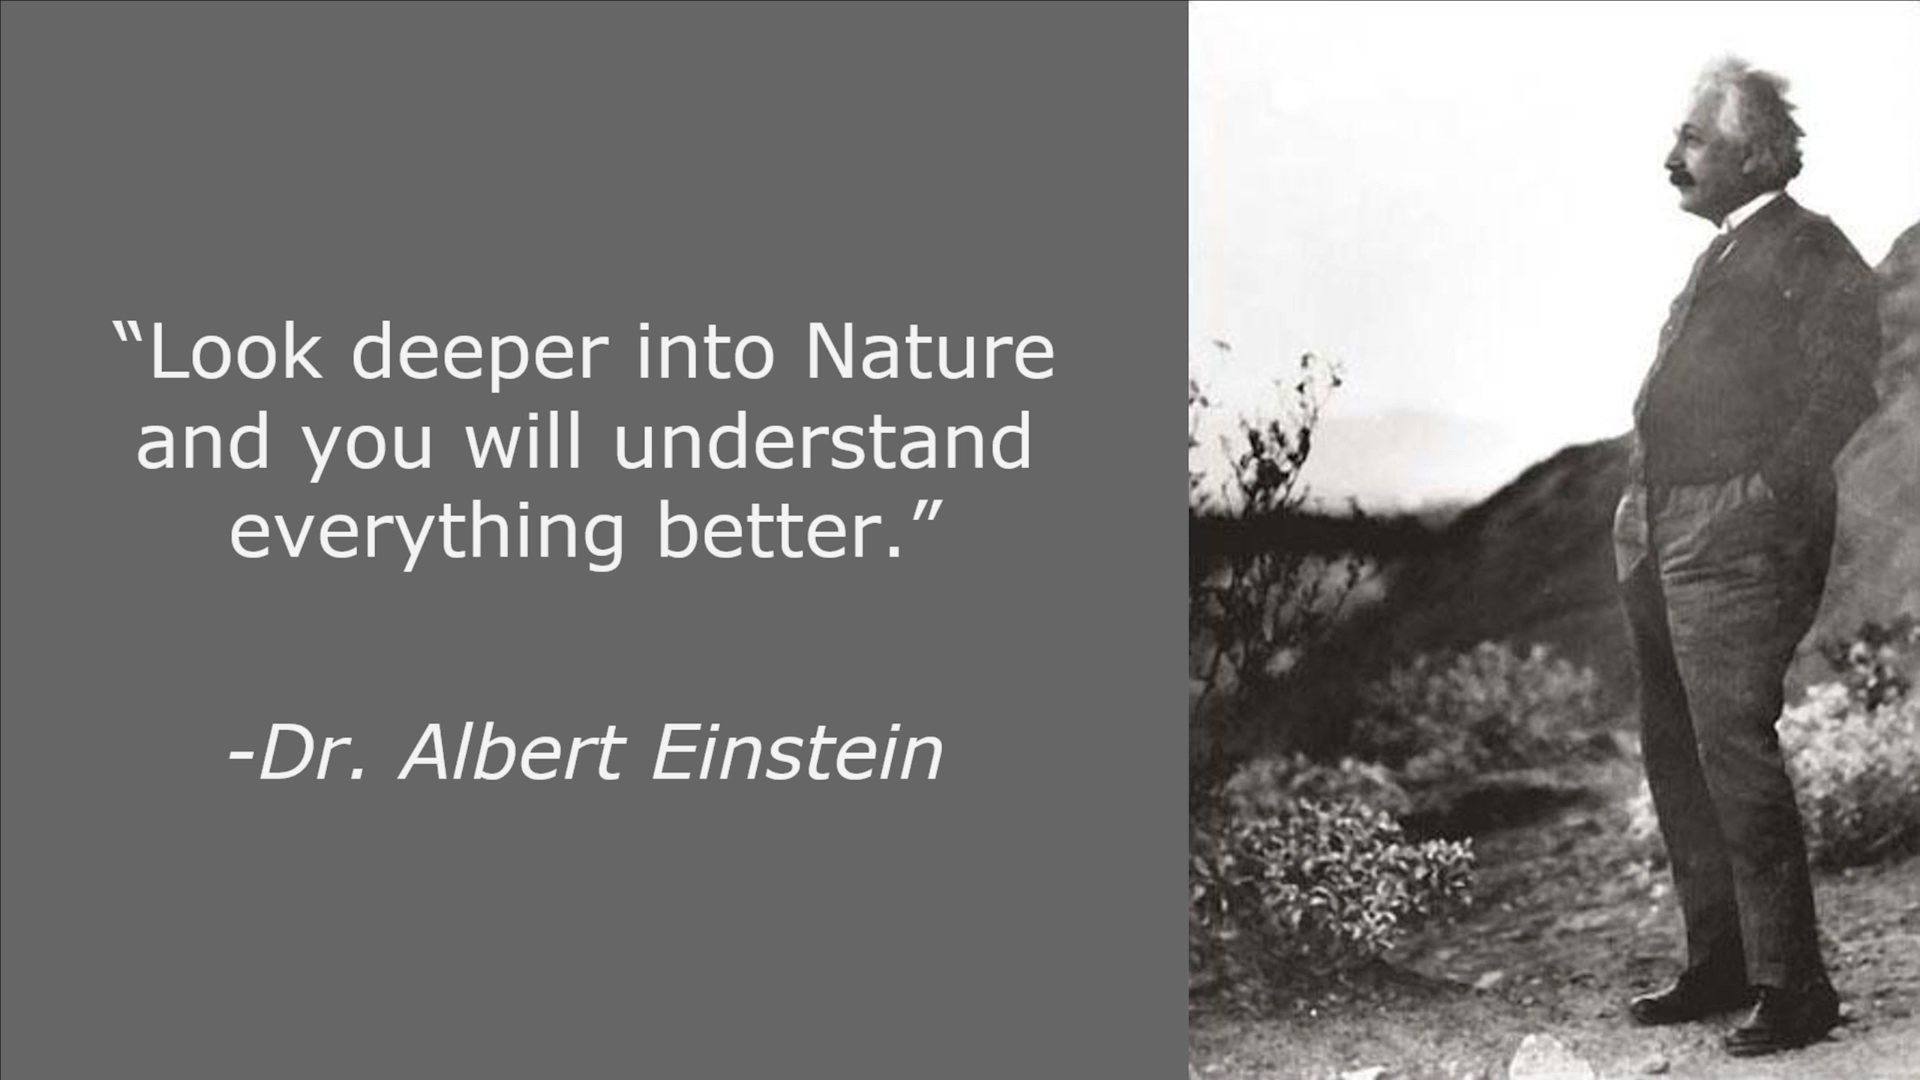 “Look deeper into Nature
and you will understand
everything better.”
-Dr. Albert Einstein